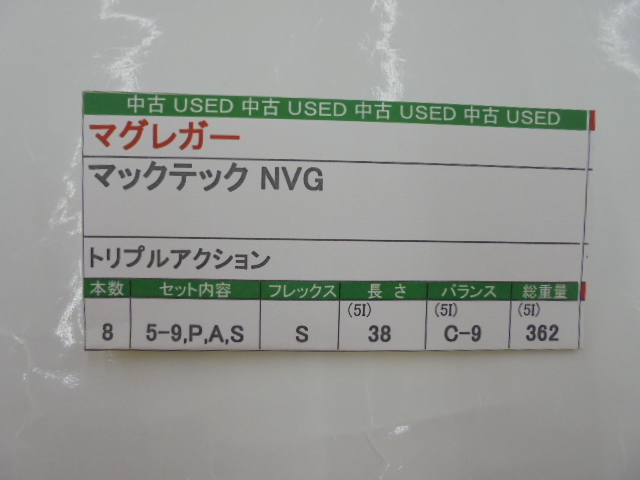 中古 USED 中古 USED 中古 USED 中古 USED
マグレガー
マックテック NVG
トリプルアクション
本数 セット内容 フレックス 長さ バランス 総重量
(5I) (5I) (5I)
8 5-9,P,A,S S 38 C-9 362